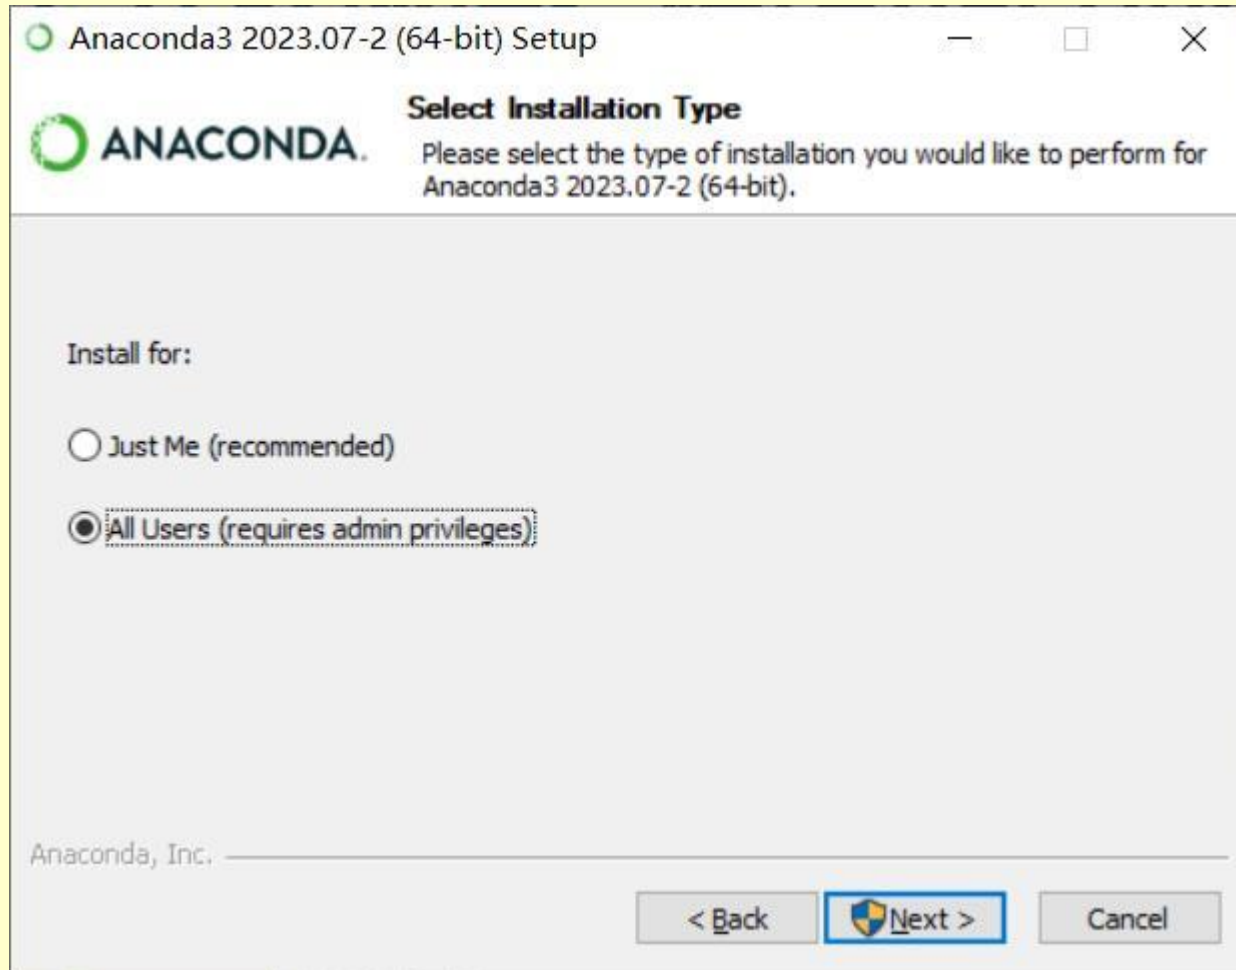 Anaconda3 2023.07-2 (64-bit) Setup
ANACONDA.
Select Installation Type
Please select the type of installation you would like to perform for
Anaconda3 2023.07-2 (64-bit).
Install for:
Just Me (recommended)
All Users (requires admin privileges)
Anaconda, Inc.
< Back
Next >
Cancel